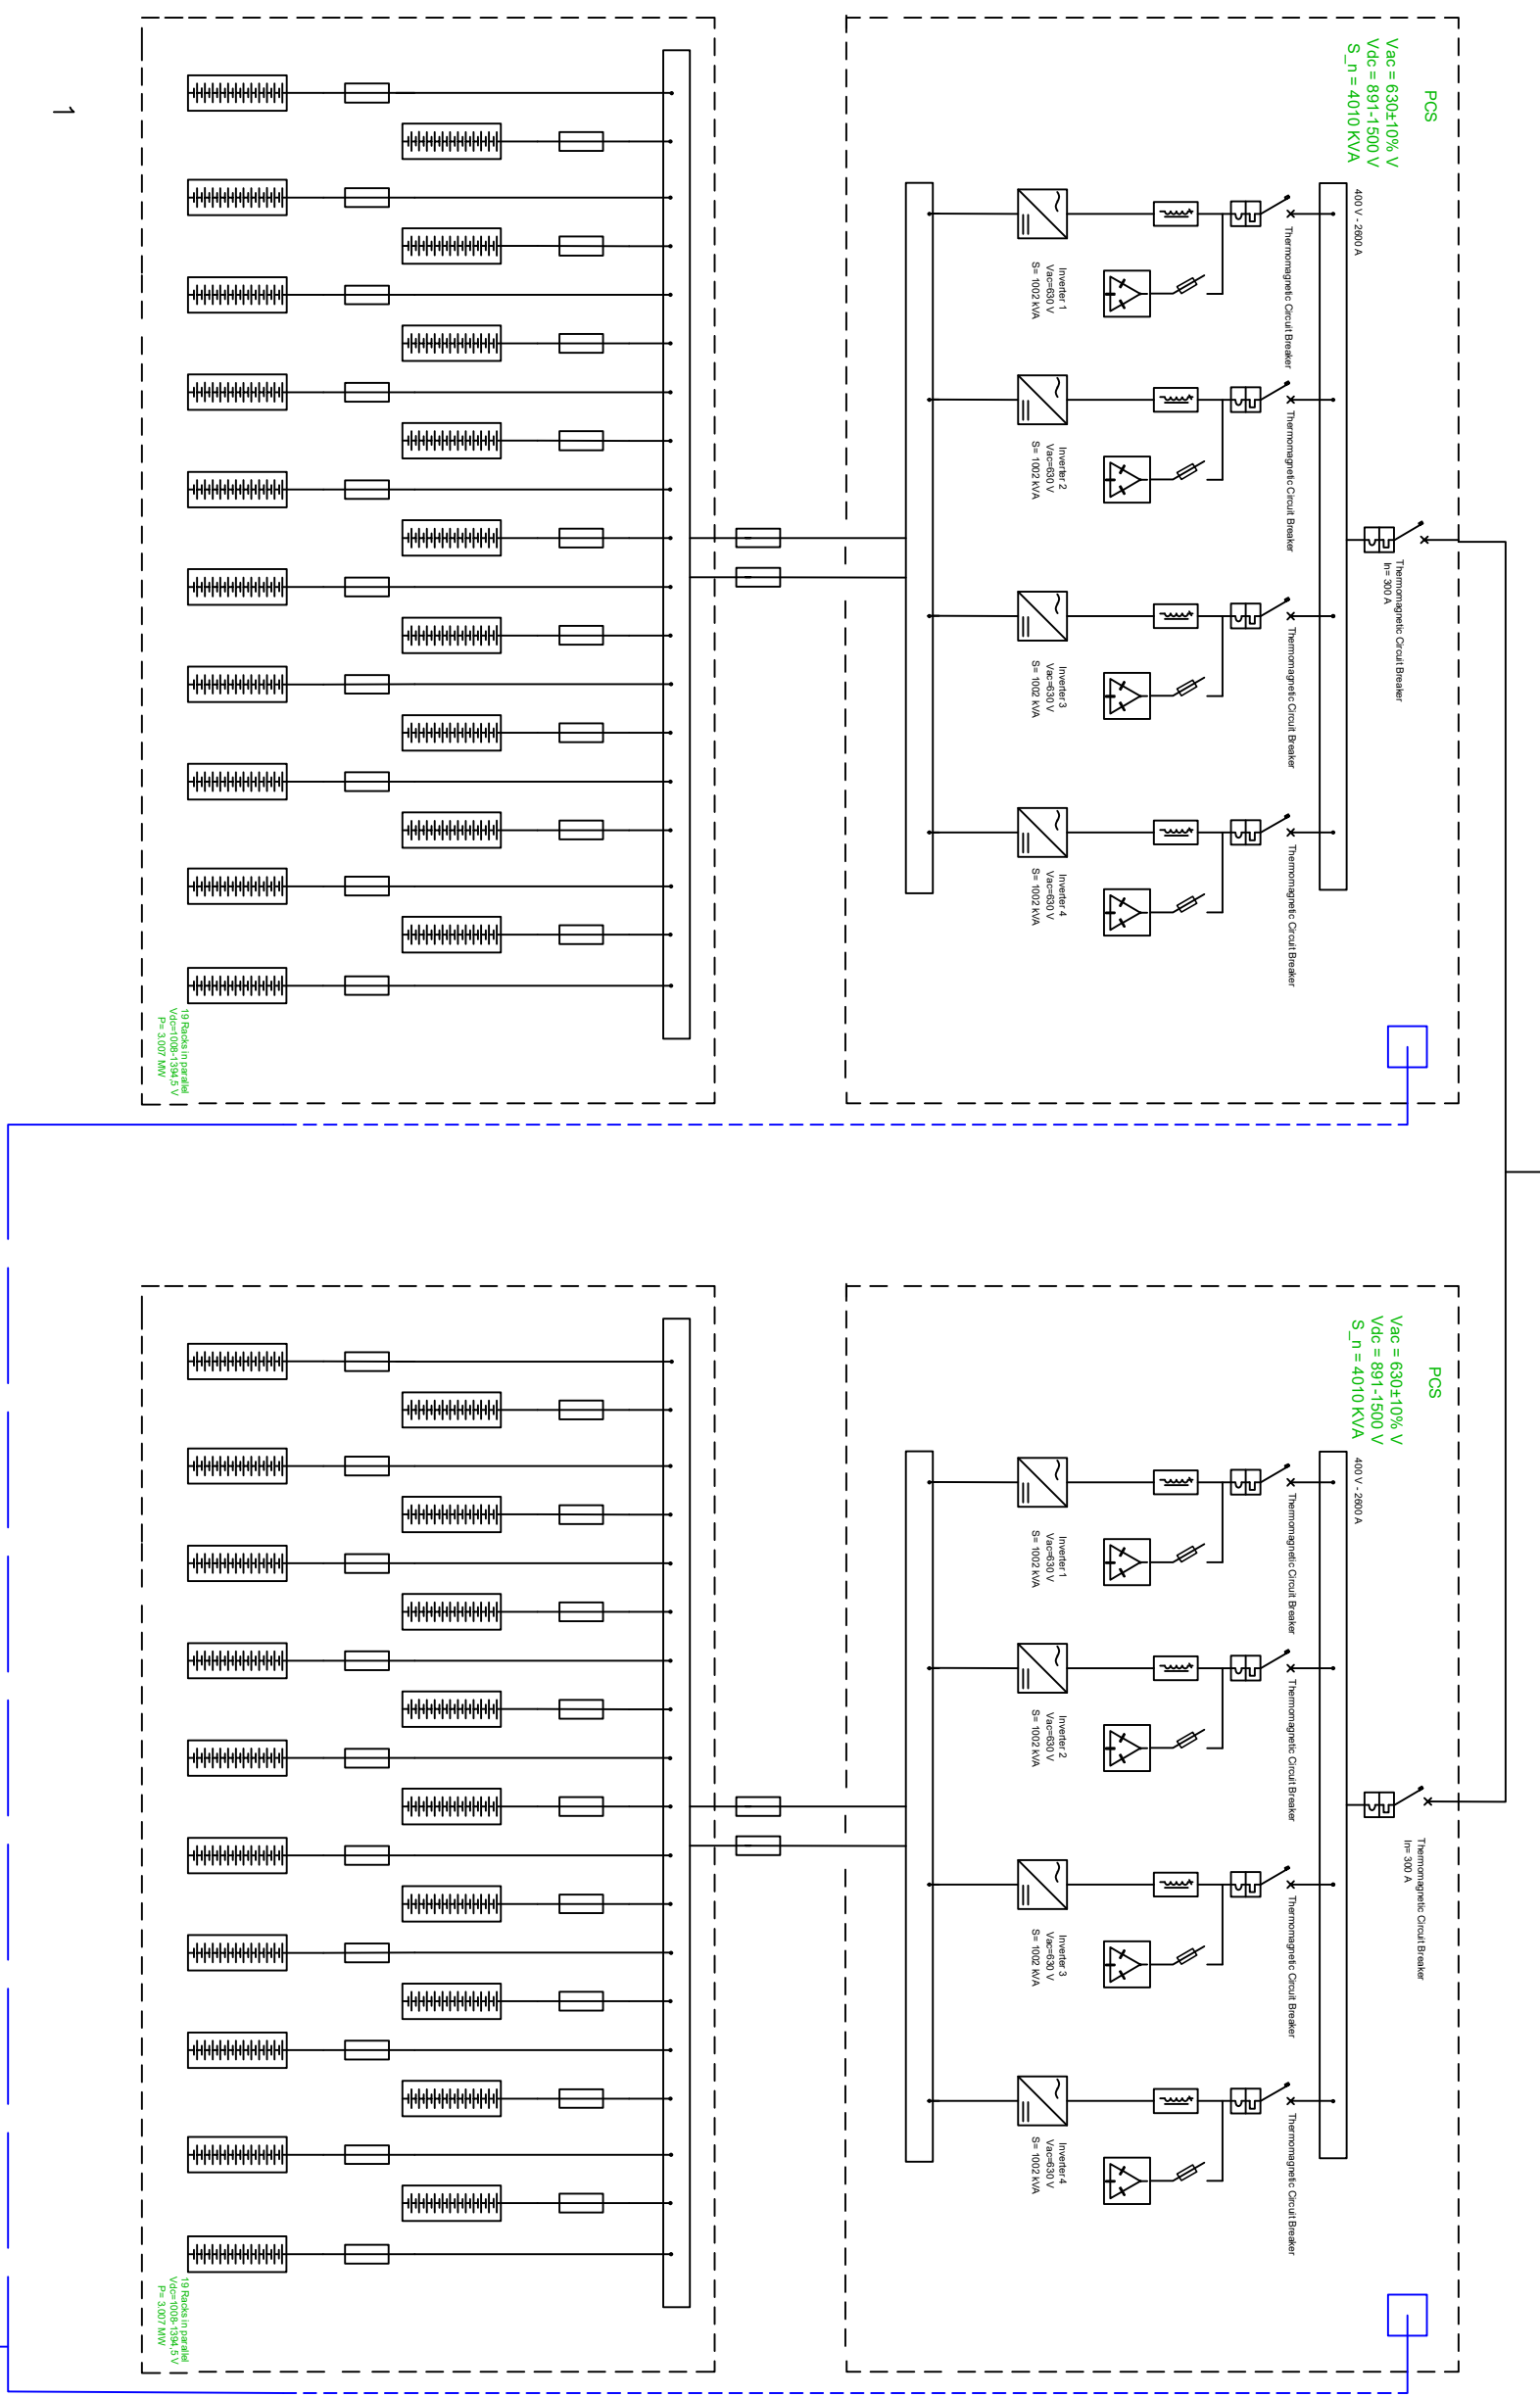 PCS
Vac = 630±10% V
Vdc = 891-1500 V
S_n = 4010 KVA
400 V - 2600 A
Thermomagnetic Circuit Breaker
In= 300 A
Thermomagnetic Circuit Breaker
Inverter 1
Vac=630 V
S= 1002 kVA
Thermomagnetic Circuit Breaker
Inverter 2
Vac=630 V
S= 1002 kVA
Thermomagnetic Circuit Breaker
Inverter 3
Vac=630 V
S= 1002 kVA
Thermomagnetic Circuit Breaker
Inverter 4
Vac=630 V
S= 1002 kVA
19 Racks in parallel
Vdc=1008-1394,5 V
P= 3.007 MW
1
PCS
Vac = 630±10% V
Vdc = 891-1500 V
S_n = 4010 KVA
400 V - 2600 A
Thermomagnetic Circuit Breaker
In= 300 A
Thermomagnetic Circuit Breaker
Inverter 1
Vac=630 V
S= 1002 kVA
Thermomagnetic Circuit Breaker
Inverter 2
Vac=630 V
S= 1002 kVA
Thermomagnetic Circuit Breaker
Inverter 3
Vac=630 V
S= 1002 kVA
Thermomagnetic Circuit Breaker
Inverter 4
Vac=630 V
S= 1002 kVA
19 Racks in parallel
Vdc=1008-1394,5 V
P= 3.007 MW